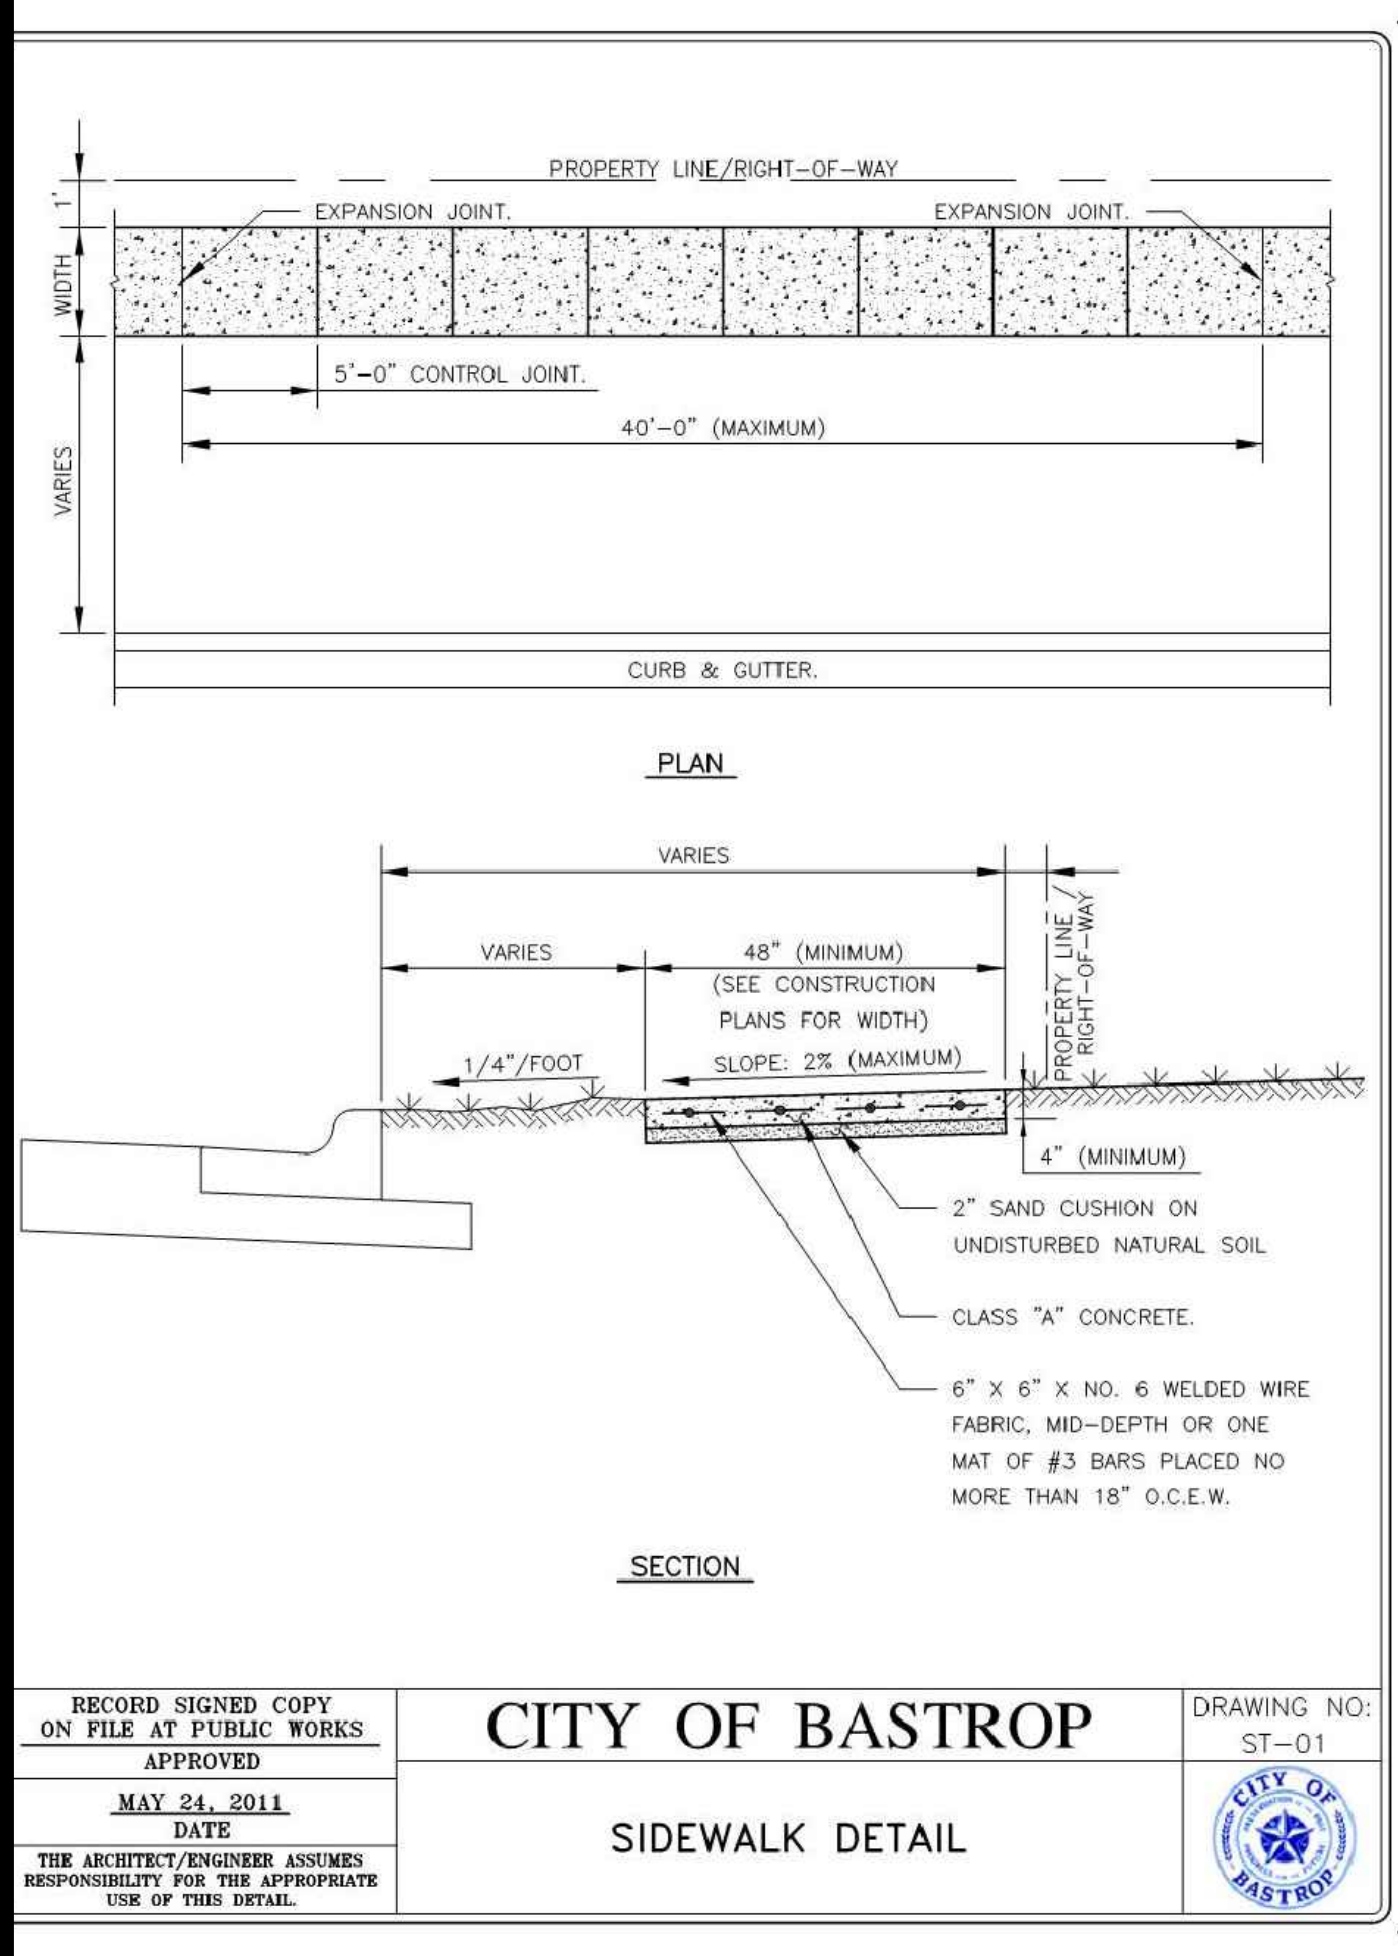 PROPERTY LINE/RIGHT-OF-WAY
1'
EXPANSION JOINT.
EXPANSION JOINT.
WIDTH
5'-0" CONTROL JOINT.
40'-0" (MAXIMUM)
VARIES
CURB & GUTTER.
PLAN
VARIES
VARIES
48" (MINIMUM)
(SEE CONSTRUCTION
PLANS FOR WIDTH)
PROPERTY LINE /
RIGHT-OF-WAY
1/4"/FOOT
SLOPE: 2% (MAXIMUM)
4" (MINIMUM)
2" SAND CUSHION ON
UNDISTURBED NATURAL SOIL
CLASS "A" CONCRETE.
6" X 6" X NO. 6 WELDED WIRE
FABRIC, MID-DEPTH OR ONE
MAT OF #3 BARS PLACED NO
MORE THAN 18" O.C.E.W.
SECTION
RECORD SIGNED COPY
ON FILE AT PUBLIC WORKS
APPROVED
MAY 24, 2011
DATE
THE ARCHITECT/ENGINEER ASSUMES
RESPONSIBILITY FOR THE APPROPRIATE
USE OF THIS DETAIL.
CITY OF BASTROP
SIDEWALK DETAIL
DRAWING NO:
ST-01
CITY OF
BASTROP